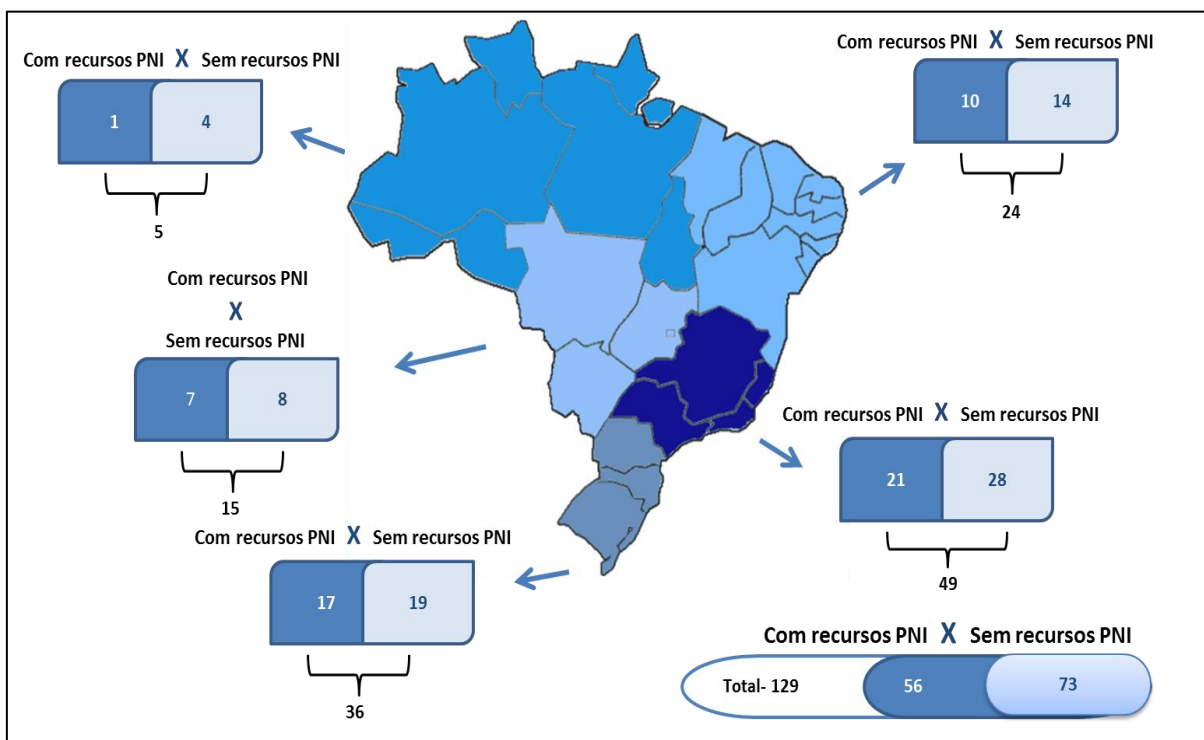 Com recursos PNI X Sem recursos PNI
1 4
5
Com recursos PNI X Sem recursos PNI
10 14
24
Com recursos PNI
X
Sem recursos PNI
7 8
15
Com recursos PNI X Sem recursos PNI
21 28
49
Com recursos PNI X Sem recursos PNI
17 19
36
Com recursos PNI X Sem recursos PNI
Total- 129 56 73